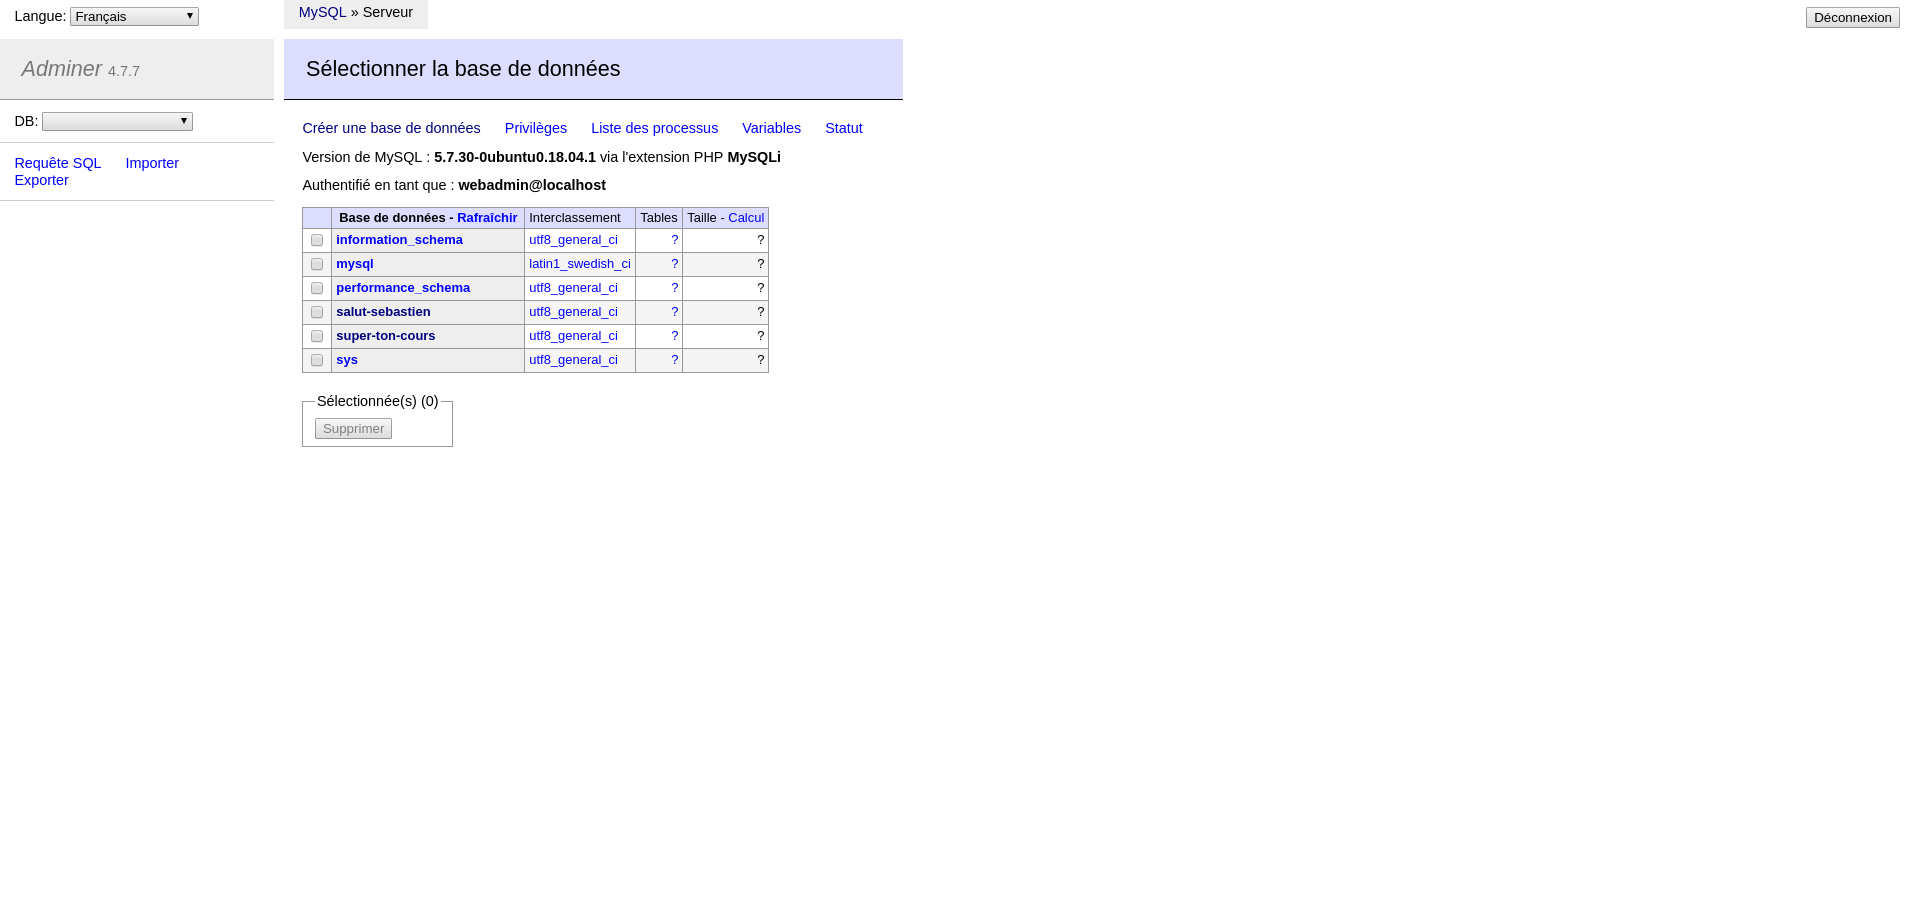 Langue: Français
MySQL » Serveur
Déconnexion
Adminer 4.7.7
Sélectionner la base de données
DB:
Requête SQL Importer
Exporter
Créer une base de données Privilèges Liste des processus Variables Statut
Version de MySQL : 5.7.30-0ubuntu0.18.04.1 via l'extension PHP MySQLi
Authentifié en tant que : webadmin@localhost
Base de données - Rafraîchir Interclassement Tables Taille - Calcul
information_schema utf8_general_ci ? ?
mysql latin1_swedish_ci ? ?
performance_schema utf8_general_ci ? ?
salut-sebastien utf8_general_ci ? ?
super-ton-cours utf8_general_ci ? ?
sys utf8_general_ci ? ?
Sélectionnée(s) (0)
Supprimer